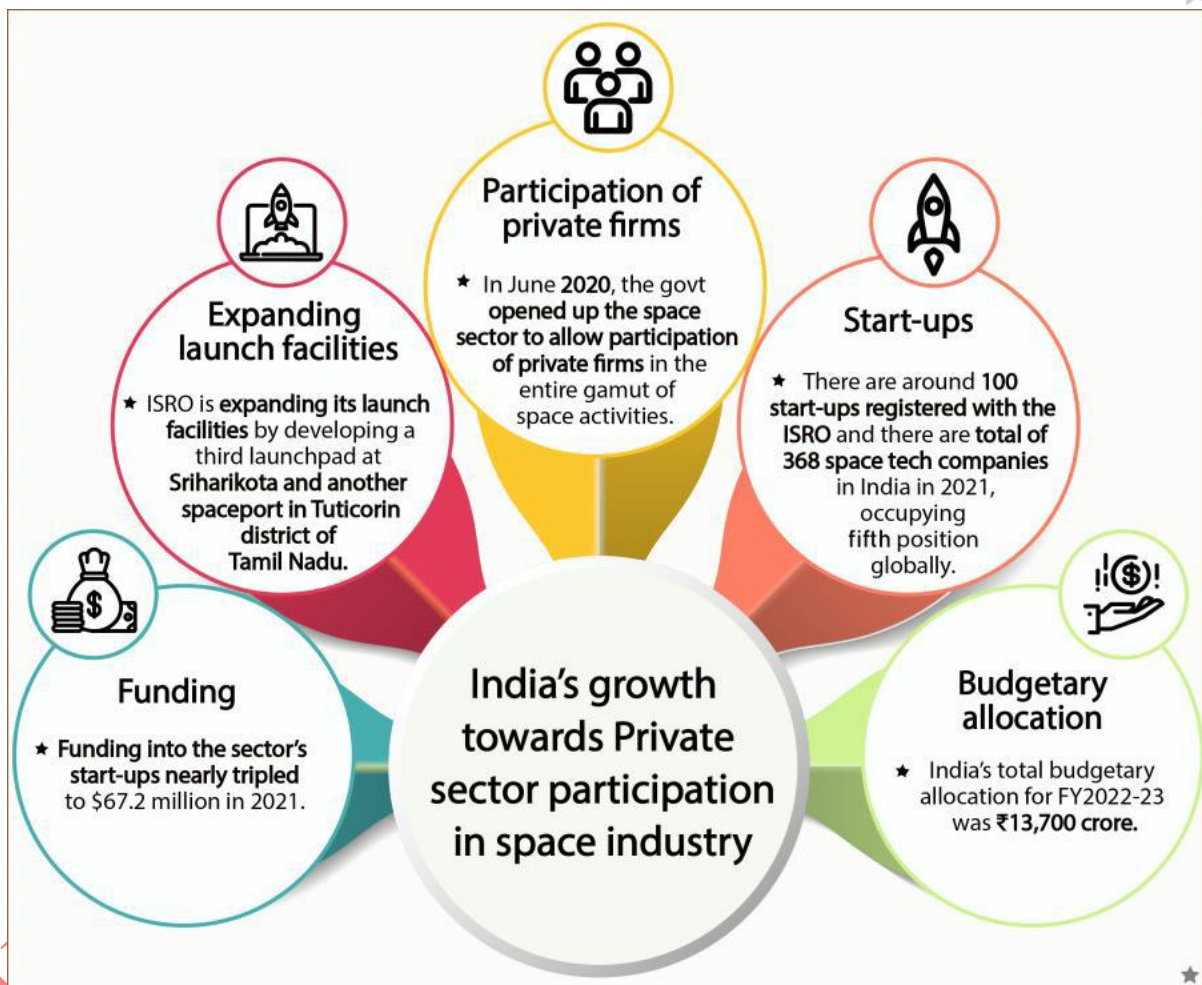 Participation of
private firms
★ In June 2020, the govt
opened up the space
sector to allow participation
of private firms in the
entire gamut of
space activities.
Expanding
launch facilities
★ ISRO is expanding its launch
facilities by developing a
third launchpad at
Sriharikota and another
spaceport in Tuticorin
district of
Tamil Nadu.
Start-ups
★ There are around 100
start-ups registered with the
ISRO and there are total of
368 space tech companies
in India in 2021,
occupying
fifth position
globally.
Funding
★ Funding into the sector's
start-ups nearly tripled
to $67.2 million in 2021.
India's growth
towards Private
sector participation
in space industry
Budgetary
allocation
★ India's total budgetary
allocation for FY2022-23
was ₹13,700 crore.